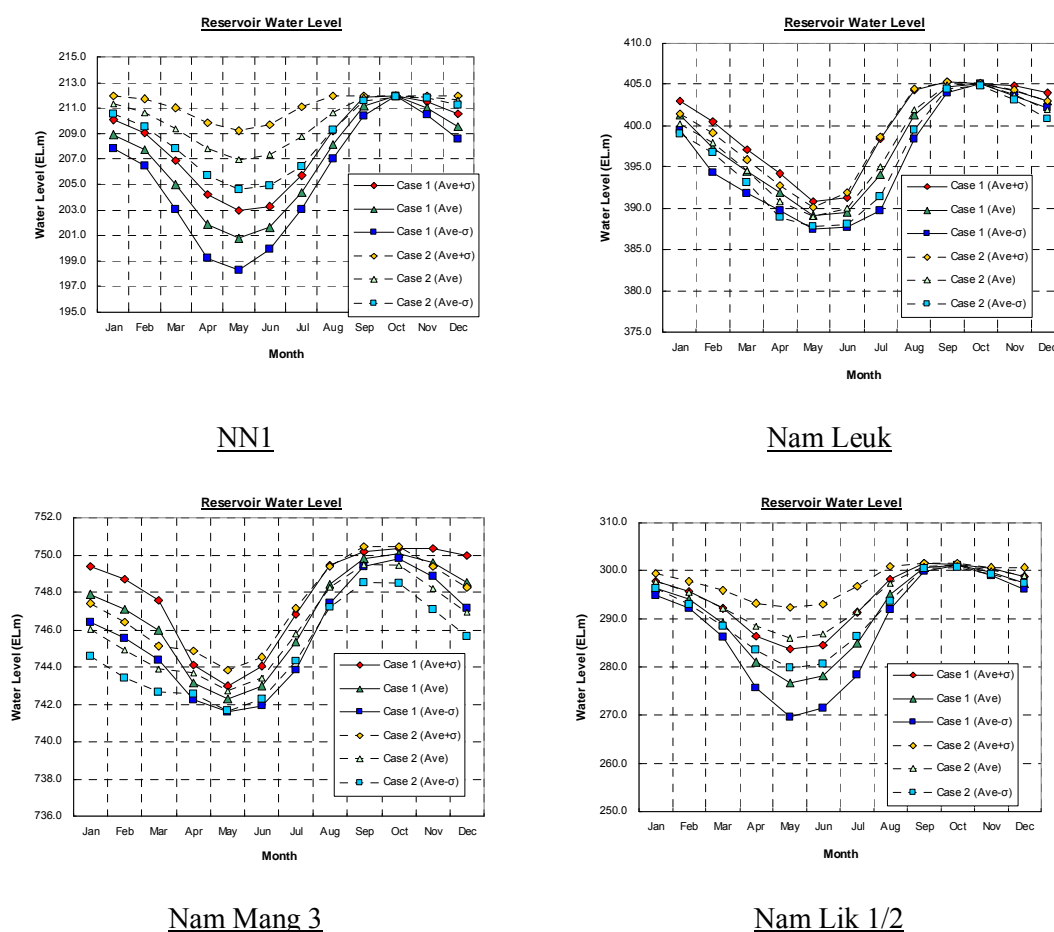 Reservoir Water Level
215.0
213.0
211.0
209.0
207.0
205.0
203.0
201.0
199.0
197.0
195.0
Water Level (EL.m)
Jan Feb Mar Apr May Jun Jul Aug Sep Oct Nov Dec
Month
Case 1 (Ave+σ)
Case 1 (Ave)
Case 1 (Ave-σ)
Case 2 (Ave+σ)
Case 2 (Ave)
Case 2 (Ave-σ)
NN1
Reservoir Water Level
410.0
405.0
400.0
395.0
390.0
385.0
380.0
375.0
Water Level (EL.m)
Jan Feb Mar Apr May Jun Jul Aug Sep Oct Nov Dec
Month
Case 1 (Ave+σ)
Case 1 (Ave)
Case 1 (Ave-σ)
Case 2 (Ave+σ)
Case 2 (Ave)
Case 2 (Ave-σ)
Nam Leuk
Reservoir Water Level
752.0
750.0
748.0
746.0
744.0
742.0
740.0
738.0
736.0
Water Level (EL.m)
Jan Feb Mar Apr May Jun Jul Aug Sep Oct Nov Dec
Month
Case 1 (Ave+σ)
Case 1 (Ave)
Case 1 (Ave-σ)
Case 2 (Ave+σ)
Case 2 (Ave)
Case 2 (Ave-σ)
Nam Mang 3
Reservoir Water Level
310.0
300.0
290.0
280.0
270.0
260.0
250.0
Water Level (EL.m)
Jan Feb Mar Apr May Jun Jul Aug Sep Oct Nov Dec
Month
Case 1 (Ave+σ)
Case 1 (Ave)
Case 1 (Ave-σ)
Case 2 (Ave+σ)
Case 2 (Ave)
Case 2 (Ave-σ)
Nam Lik 1/2